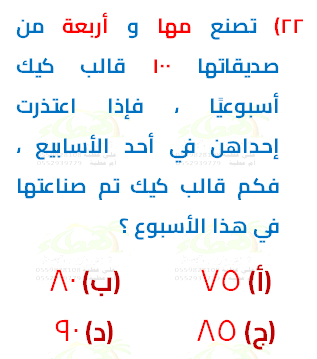 ٢٢) تصنع مها و أربعة من
صديقاتها ١٠٠ قالب كيك
أسبوعيًا ، فإذا اعتذرت
إحداهن في أحد الأسابيع ،
فكم قالب كيك تم صناعتها
في هذا الأسبوع ؟
(أ) ٧٥ (ب) ٨٠
(ج) ٨٥ (د) ٩٠